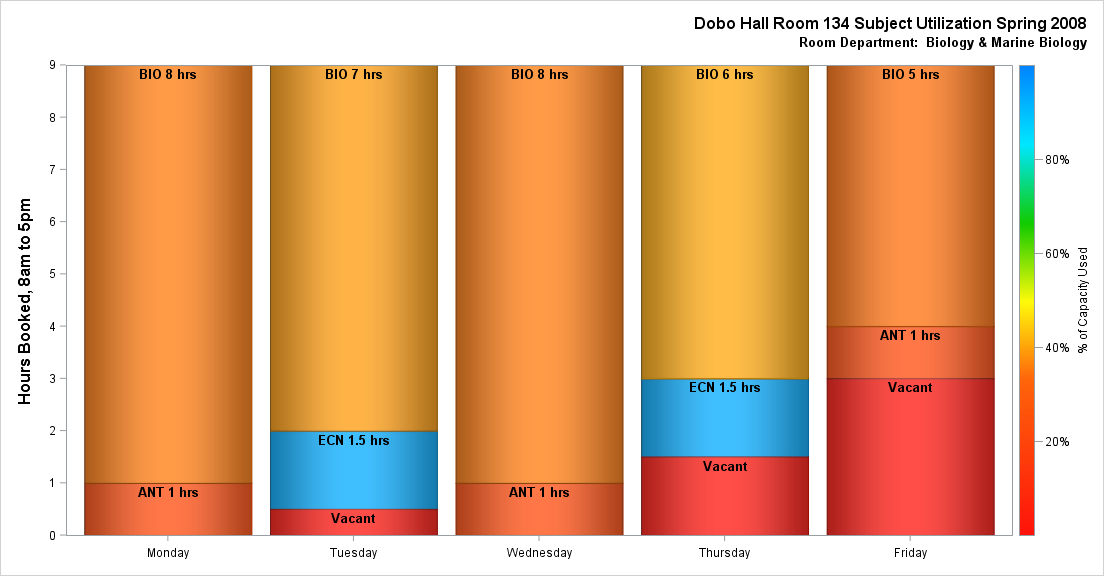 Dobo Hall Room 134 Subject Utilization Spring 2008
Room Department: Biology & Marine Biology
Hours Booked, 8am to 5pm
9
8
7
6
5
4
3
2
1
0
BIO 8 hrs
ANT 1 hrs
BIO 7 hrs
ECN 1.5 hrs
Vacant
BIO 8 hrs
ANT 1 hrs
BIO 6 hrs
ECN 1.5 hrs
Vacant
BIO 5 hrs
ANT 1 hrs
Vacant
Monday
Tuesday
Wednesday
Thursday
Friday
80%
60%
40%
20%
% of Capacity Used